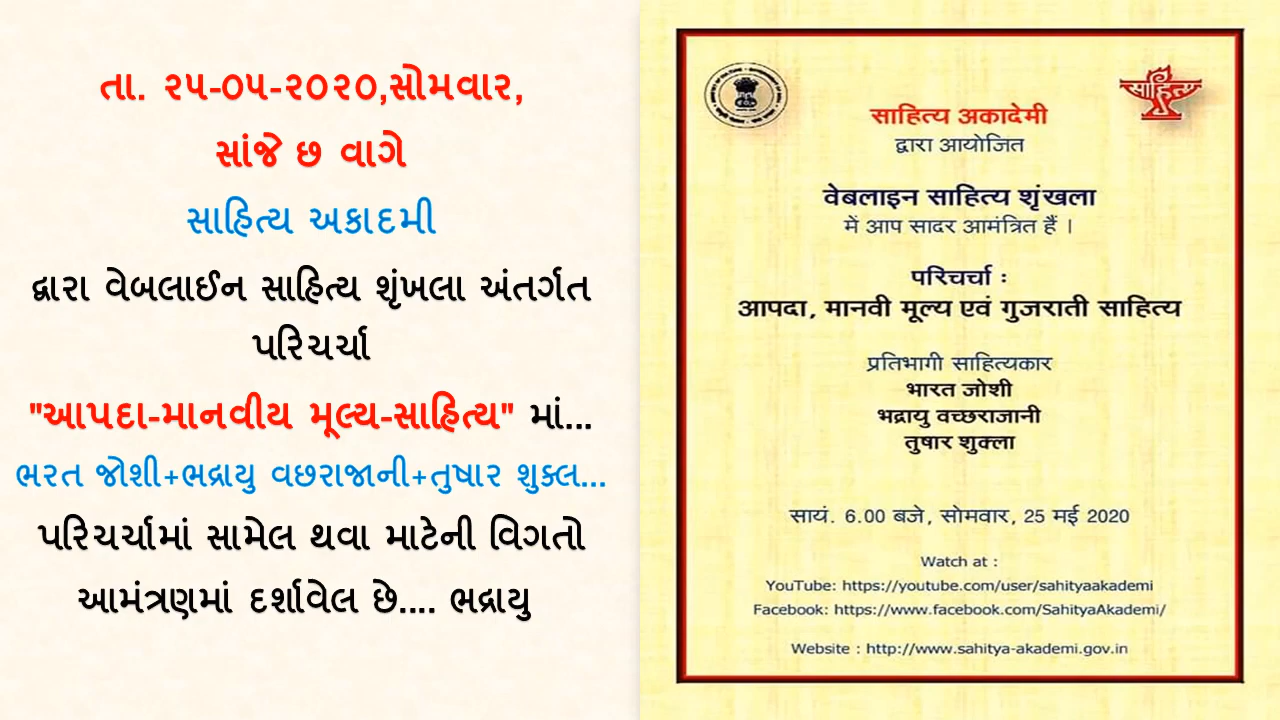 તા. ૨૫-૦૫-૨૦૨૦,સોમવાર,
સાંજે છ વાગે
સાહિત્ય અકાદમી
દ્વારા વેબલાઈન સાહિત્ય શૃંખલા અંતર્ગત
પરિચર્ચા
"આપદા-માનવીય મૂલ્ય-સાહિત્ય" માં...
ભરત જોશી+ભદ્રાયુ વછરાજાની+તુષાર શુક્લ...
પરિચર્ચામાં સામેલ થવા માટેની વિગતો
આમંત્રણમાં દર્શાવેલ છે.... ભદ્રાયુ
साहित्य
साहित्य अकादेमी
द्वारा आयोजित
वेबलाइन साहित्य शृंखला
में आप सादर आमंत्रित हैं ।
परिचर्चा :
आपदा, मानवी मूल्य एवं गुजराती साहित्य
प्रतिभागी साहित्यकार
भारत जोशी
भद्रायु वच्छराजानी
तुषार शुक्ला
सायं. 6.00 बजे, सोमवार, 25 मई 2020
Watch at :
YouTube: https://youtube.com/user/sahityaakademi
Facebook: https://www.facebook.com/SahityaAkademi/
Website : http://www.sahitya-akademi.gov.in